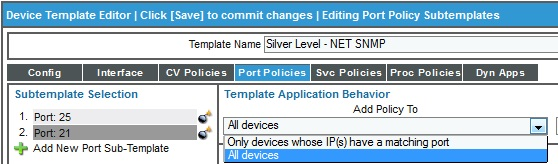 Device Template Editor | Click [Save] to commit changes | Editing Port Policy Subtemplates
Template Name Silver Level - NET SNMP
Config Interface CV Policies Port Policies Svc Policies Proc Policies Dyn Apps
Subtemplate Selection
1. Port: 25
2. Port: 21
Add New Port Sub-Template
Template Application Behavior
Add Policy To
All devices
Only devices whose IP(s) have a matching port
All devices